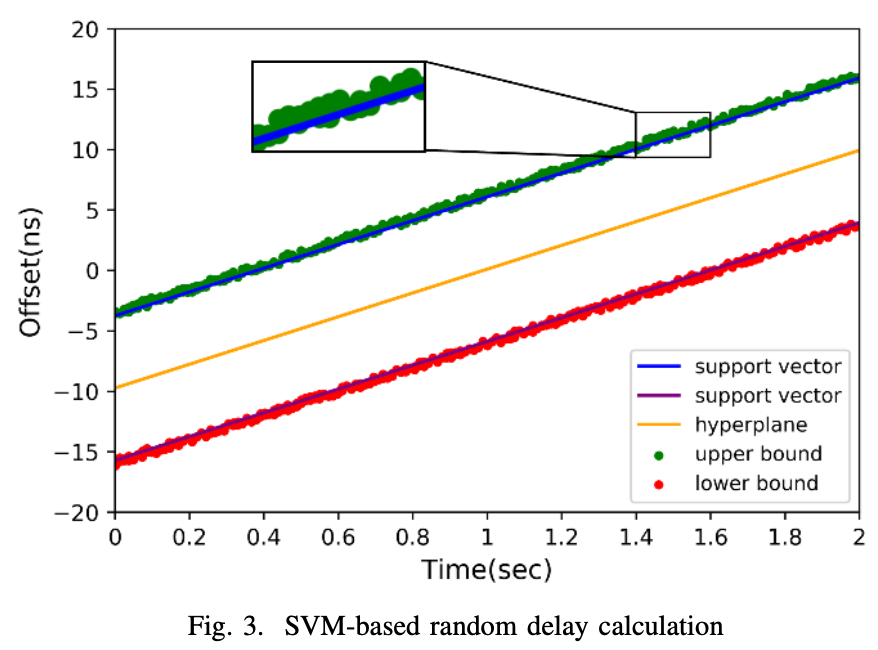 20
15
10
5
0
−5
−10
−15
−20
Offset(ns)
0 0.2 0.4 0.6 0.8 1 1.2 1.4 1.6 1.8 2
Time(sec)
support vector
support vector
hyperplane
upper bound
lower bound
Fig. 3. SVM-based random delay calculation